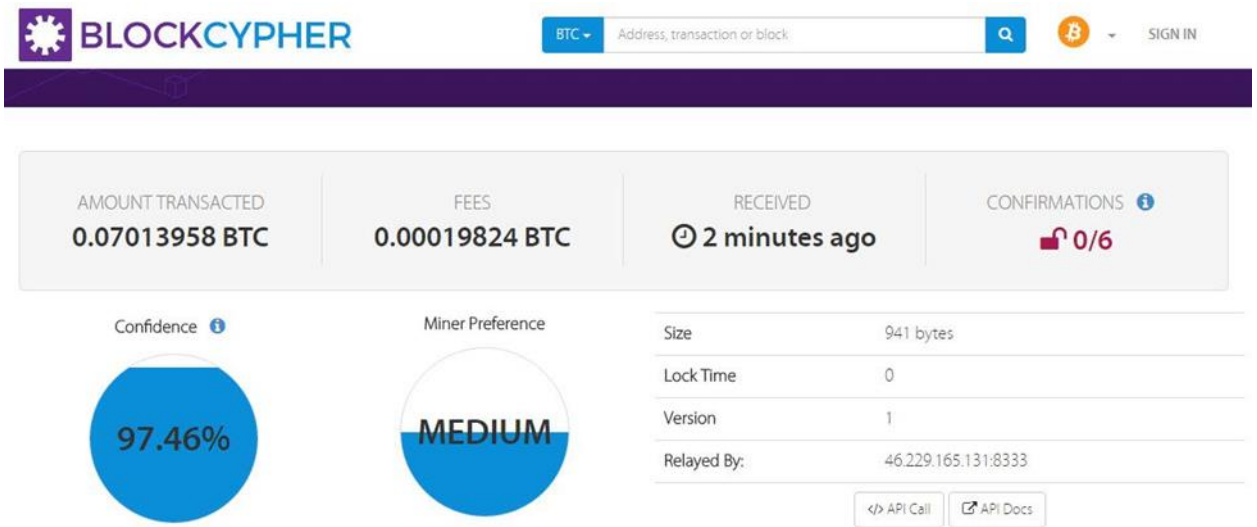 BLOCKCYPHER
BTC
Address, transaction or block
SIGN IN
AMOUNT TRANSACTED
0.07013958 BTC
FEES
0.00019824 BTC
RECEIVED
2 minutes ago
CONFIRMATIONS
0/6
Confidence
97.46%
Miner Preference
MEDIUM
Size 941 bytes
Lock Time 0
Version 1
Relayed By: 46.229.165.131:8333
</> API Call
API Docs